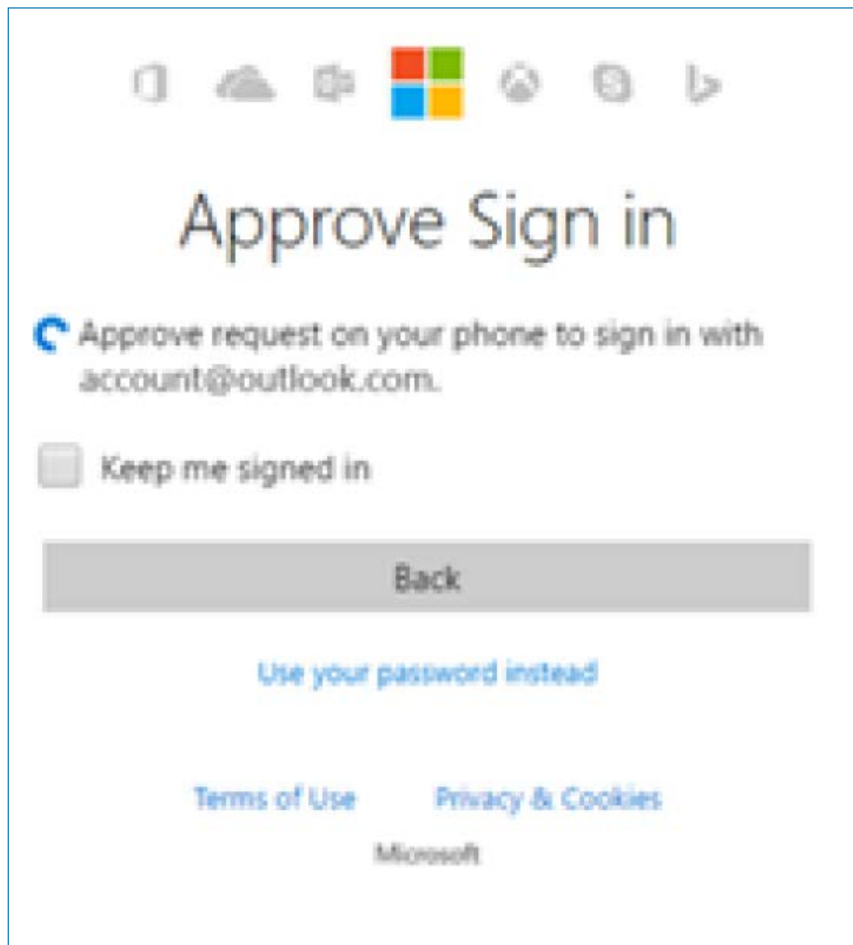 Approve Sign in
Approve request on your phone to sign in with
account@outlook.com.
Keep me signed in
Back
Use your password instead
Terms of Use Privacy & Cookies
Microsoft